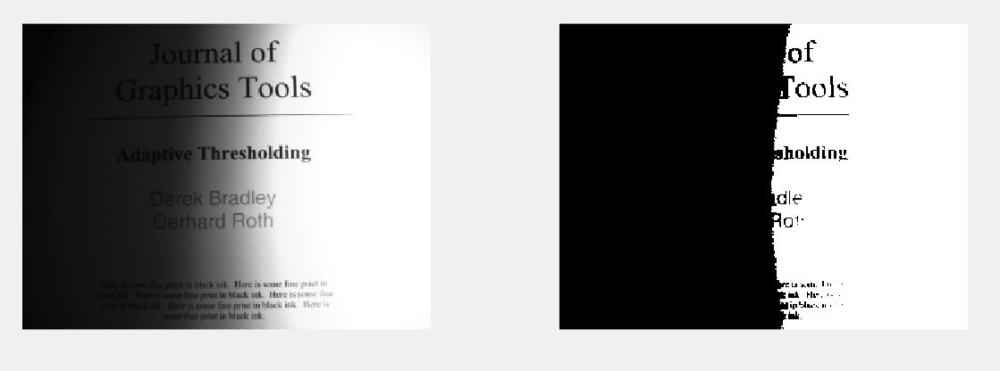 Journal of
Graphics Tools
Adaptive Thresholding
Derek Bradley
Gerhard Roth
Here is some fine print in black ink. Here is some fine print in
black ink. Here is some fine print in black ink. Here is some fine
print in black ink. Here is some fine print in black ink. Here is
some fine print in black ink.
of
Tools
sholding
dle
Rot